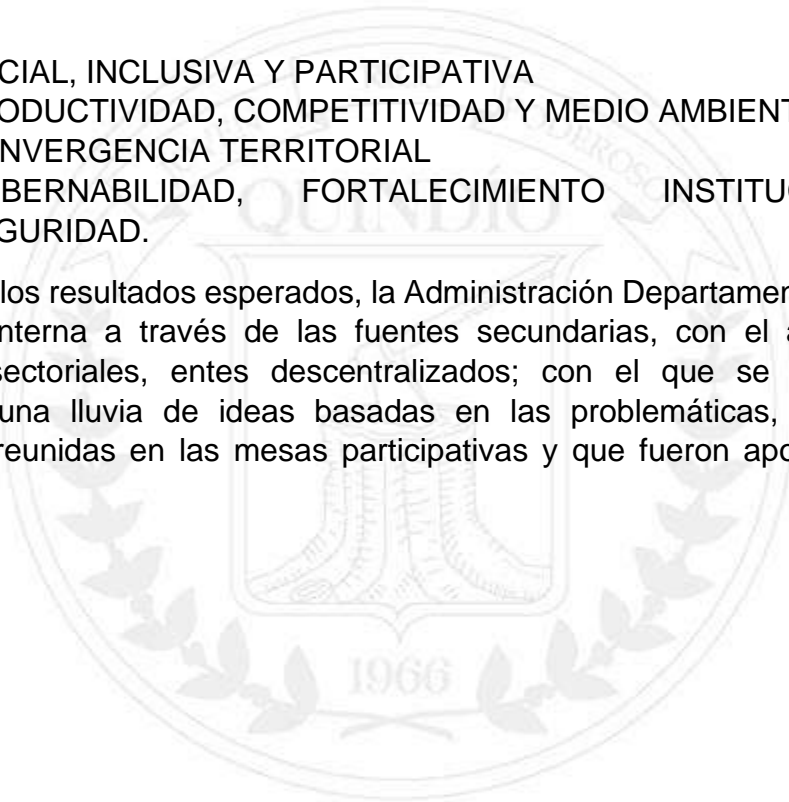 CIAL, INCLUSIVA Y PARTICIPATIVA
ODUCTIVIDAD, COMPETITIVIDAD Y MEDIO AMBIENT
NVERGENCIA TERRITORIAL
BERNABILIDAD, FORTALECIMIENTO INSTITU
GURIDAD.
QUINDIO
los resultados esperados, la Administración Departamen
nterna a través de las fuentes secundarias, con el a
sectoriales, entes descentralizados; con el que se
una lluvia de ideas basadas en las problemáticas,
reunidas en las mesas participativas y que fueron apo
1966